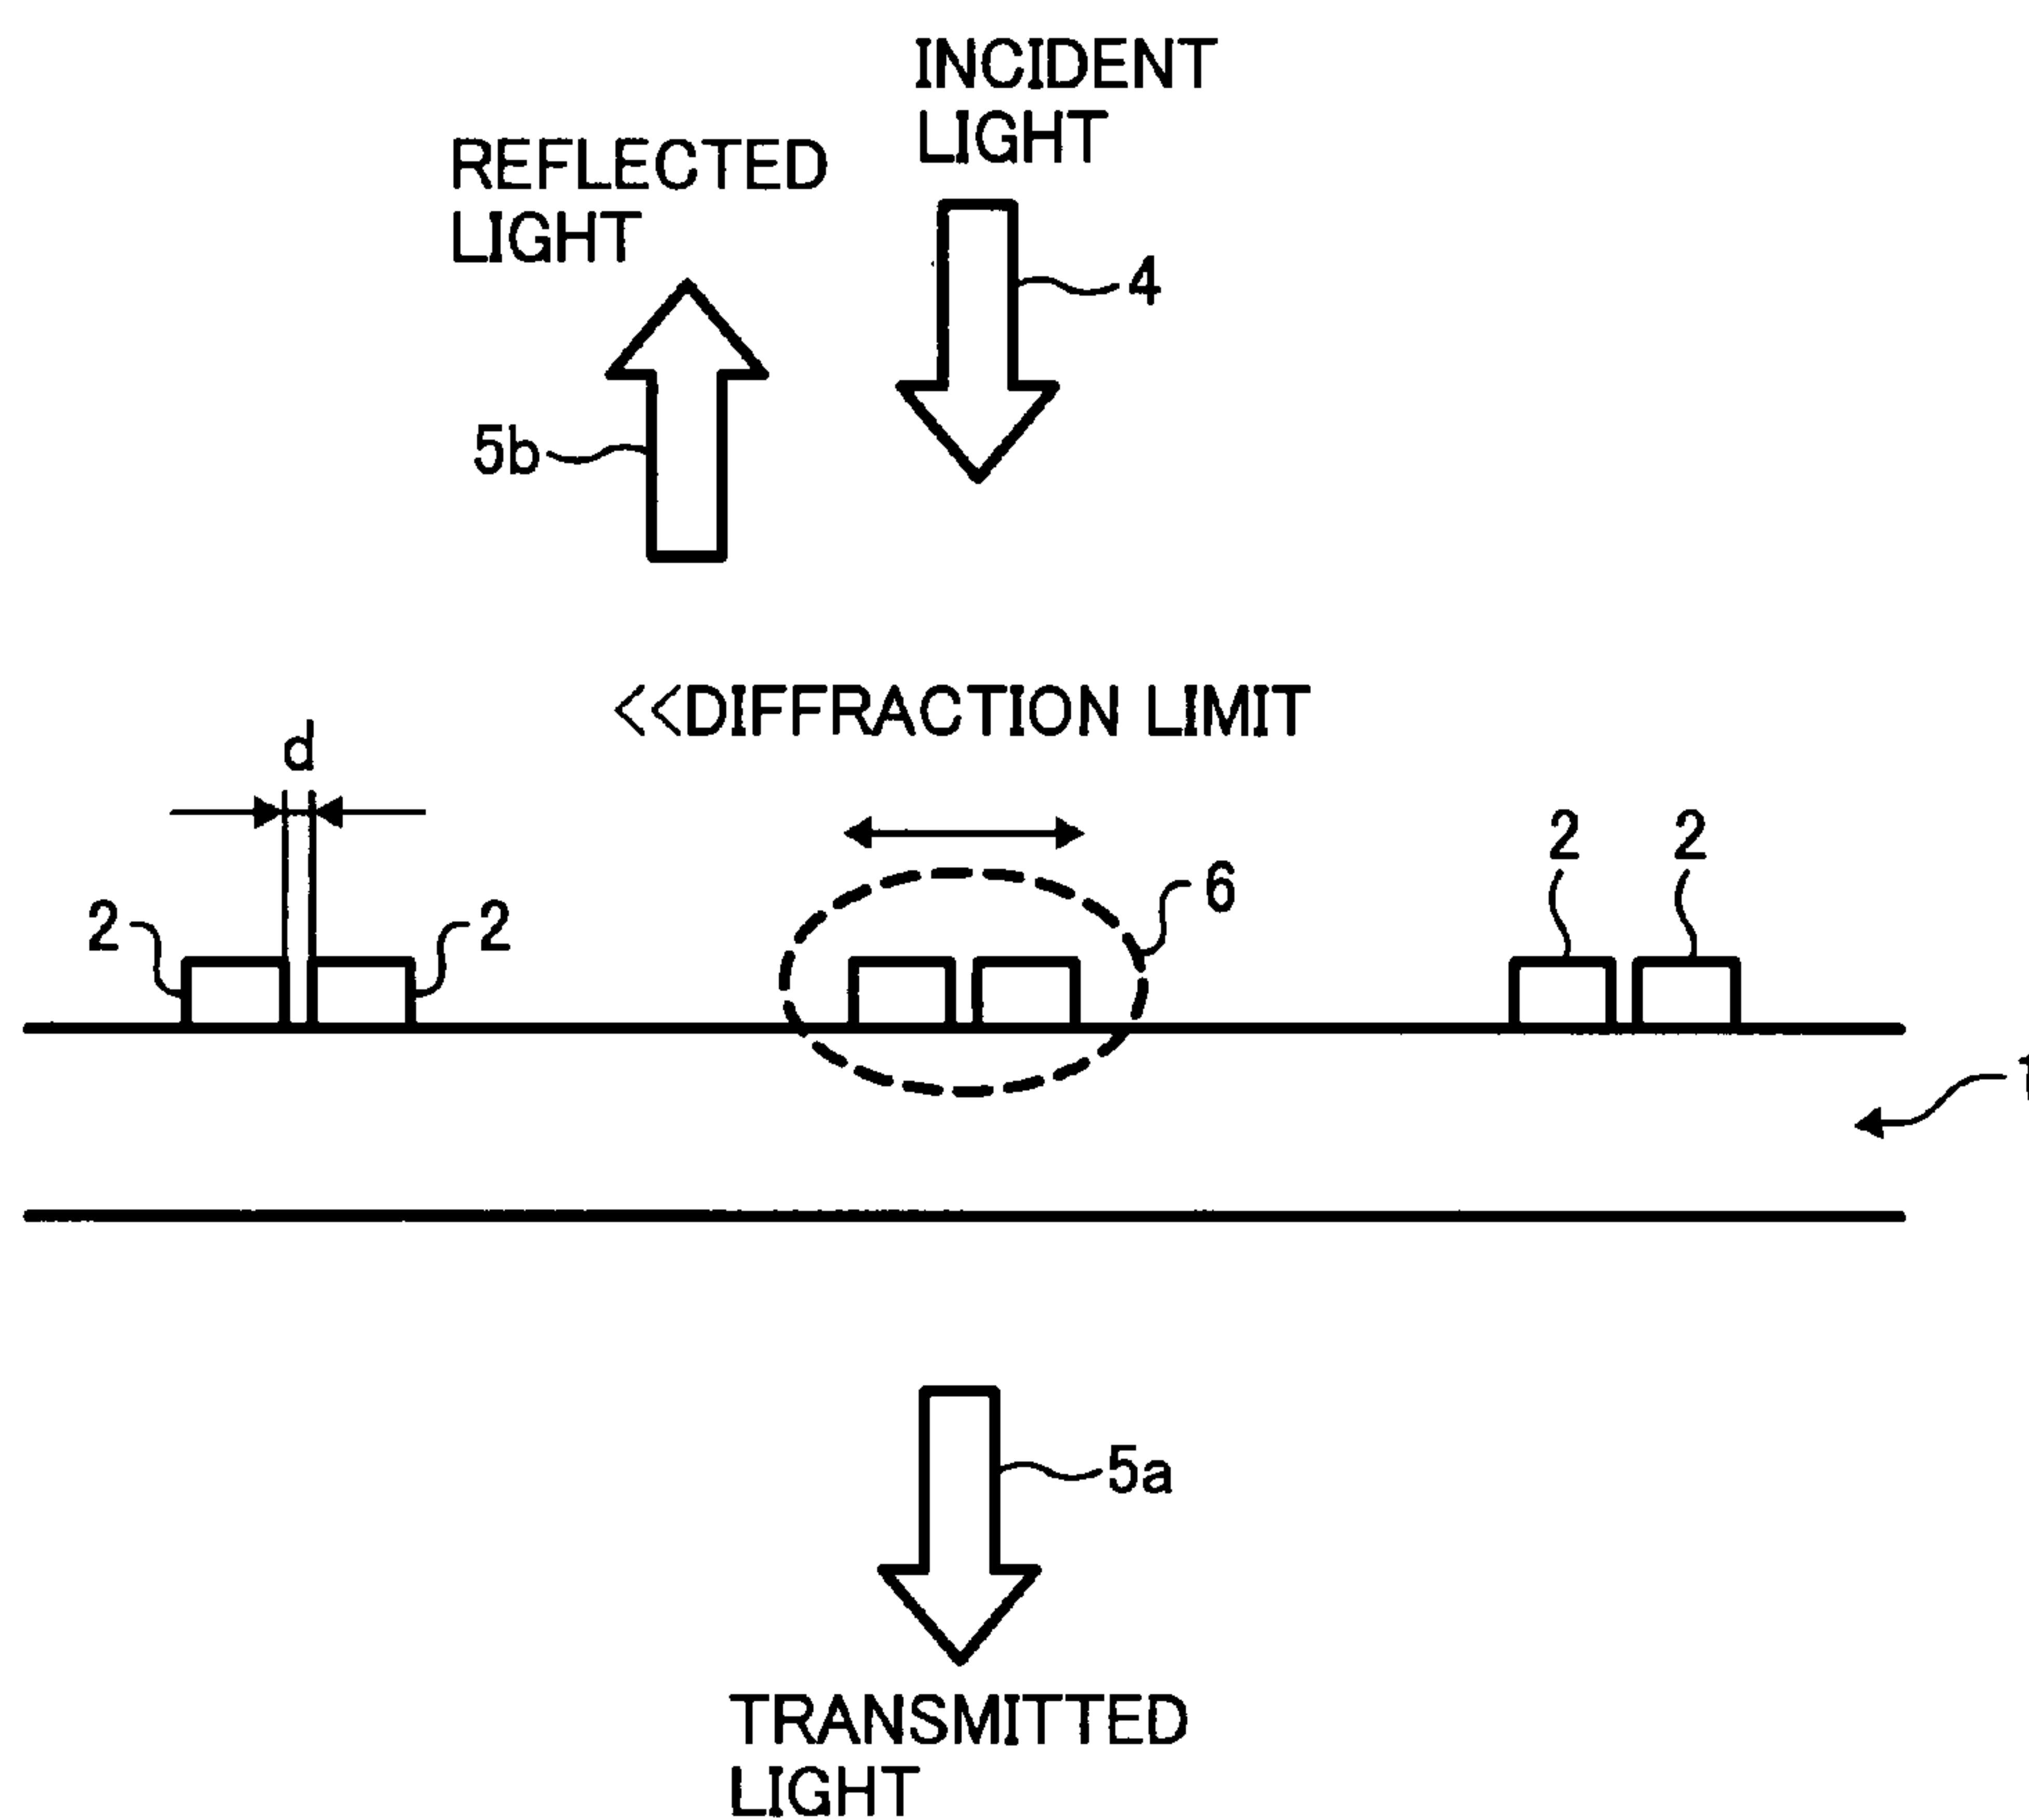 INCIDENT
LIGHT
REFLECTED
LIGHT
4
5b
<<DIFFRACTION LIMIT
d
2
2
6
2
2
5a
TRANSMITTED
LIGHT